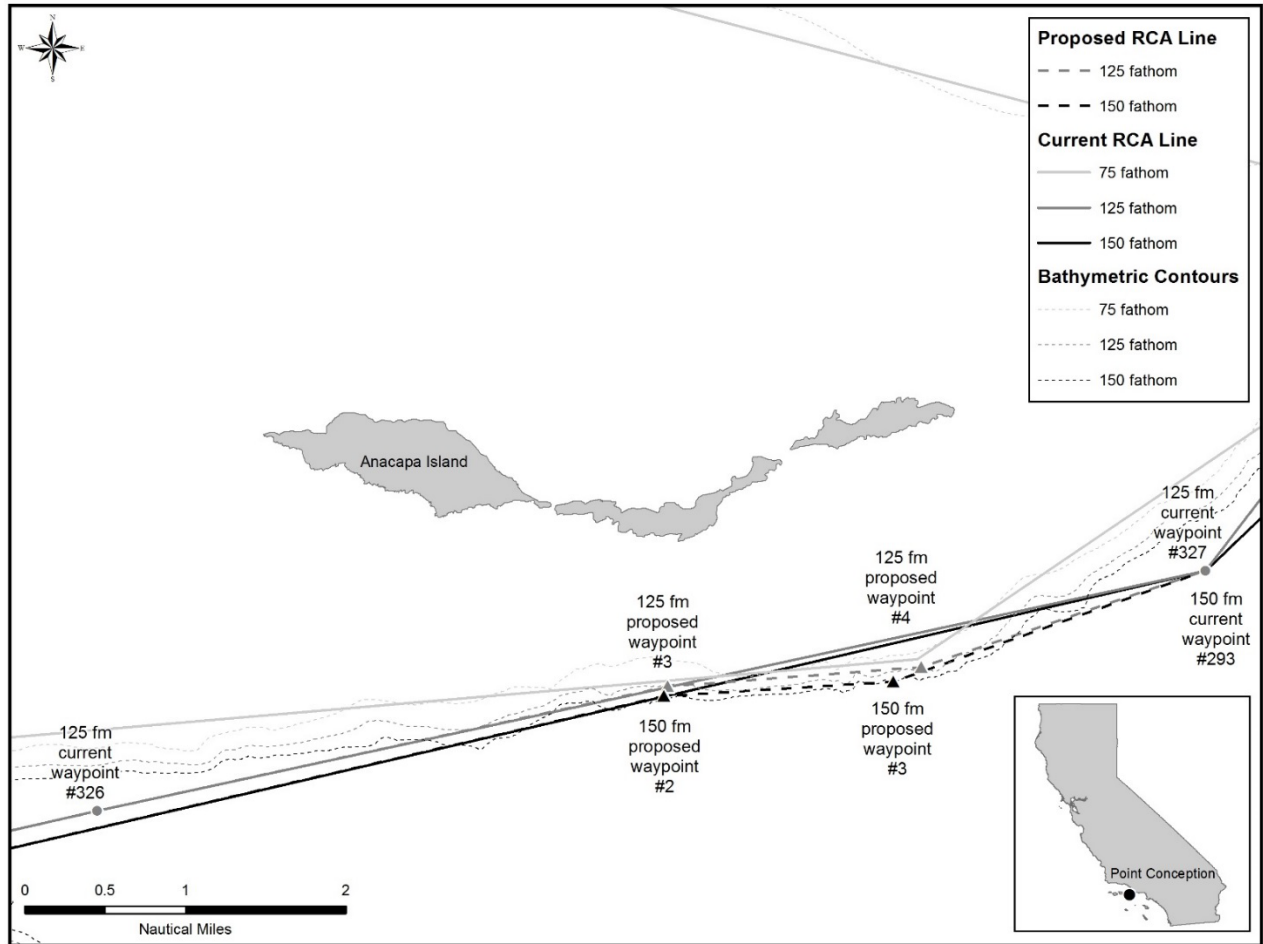 N
W
E
S
Proposed RCA Line
125 fathom
150 fathom
Current RCA Line
75 fathom
125 fathom
150 fathom
Bathymetric Contours
75 fathom
125 fathom
150 fathom
Anacapa Island
125 fm
current
waypoint
#327
125 fm
proposed
waypoint
#4
125 fm
proposed
waypoint
#3
150 fm
current
waypoint
#293
125 fm
current
waypoint
#326
150 fm
proposed
waypoint
#2
150 fm
proposed
waypoint
#3
0 0.5 1 2
Nautical Miles
Point Conception